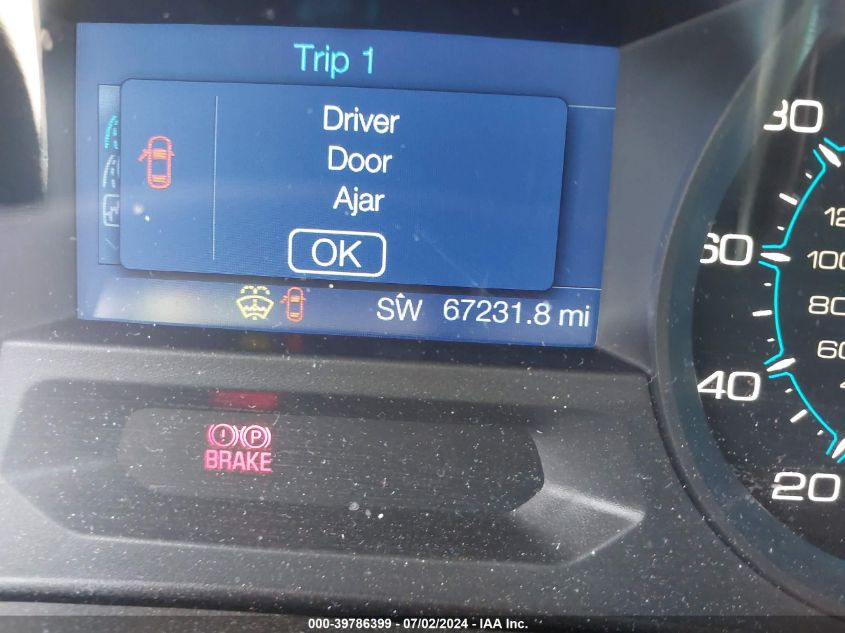 Trip 1
Driver
Door
Ajar
OK
SW 67231.8 mi
(!) (P)
BRAKE
80
60
40
20
100
80
000-39786399 - 07/02/2024 - IAA Inc.